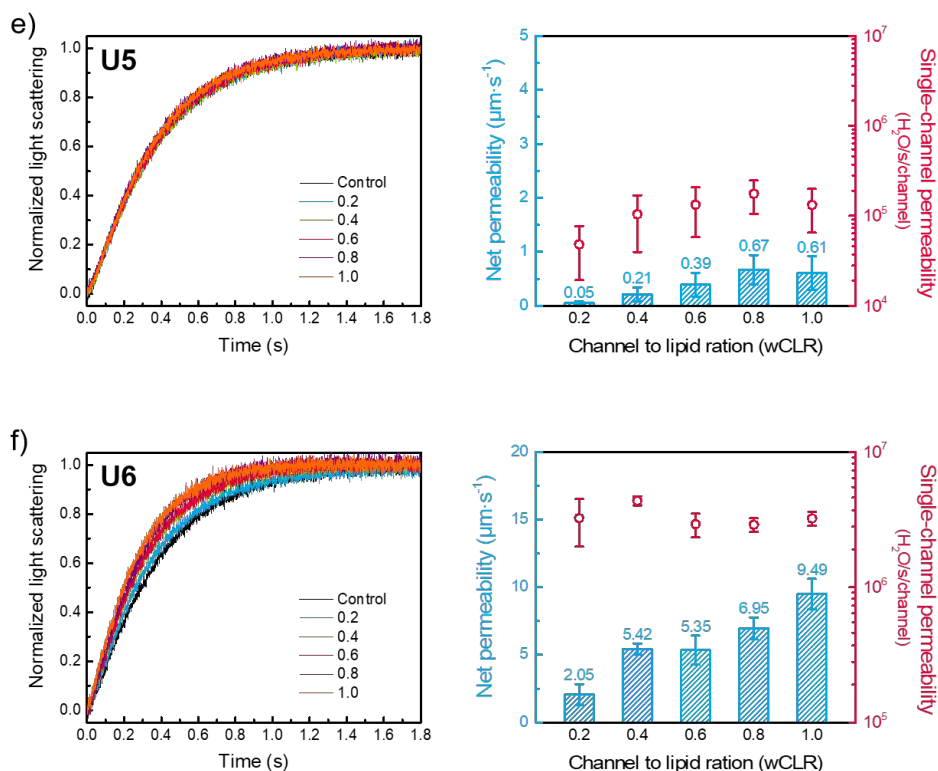 e)
U5
Normalized light scattering
1.0
0.8
0.6
0.4
0.2
0.0
Control
0.2
0.4
0.6
0.8
1.0
0.0 0.2 0.4 0.6 0.8 1.0 1.2 1.4 1.6 1.8
Time (s)
Net permeability (μm·s⁻¹)
5
4
3
2
1
0
0.05 0.21 0.39 0.67 0.61
0.2 0.4 0.6 0.8 1.0
Channel to lipid ration (wCLR)
10⁷
10⁶
10⁵
10⁴
Single-channel permeability
(H₂O/s/channel)
f)
U6
Normalized light scattering
1.0
0.8
0.6
0.4
0.2
0.0
Control
0.2
0.4
0.6
0.8
1.0
0.0 0.2 0.4 0.6 0.8 1.0 1.2 1.4 1.6 1.8
Time (s)
Net permeability (μm·s⁻¹)
20
15
10
5
0
2.05 5.42 5.35 6.95 9.49
0.2 0.4 0.6 0.8 1.0
Channel to lipid ration (wCLR)
10⁷
10⁶
10⁵
Single-channel permeability
(H₂O/s/channel)